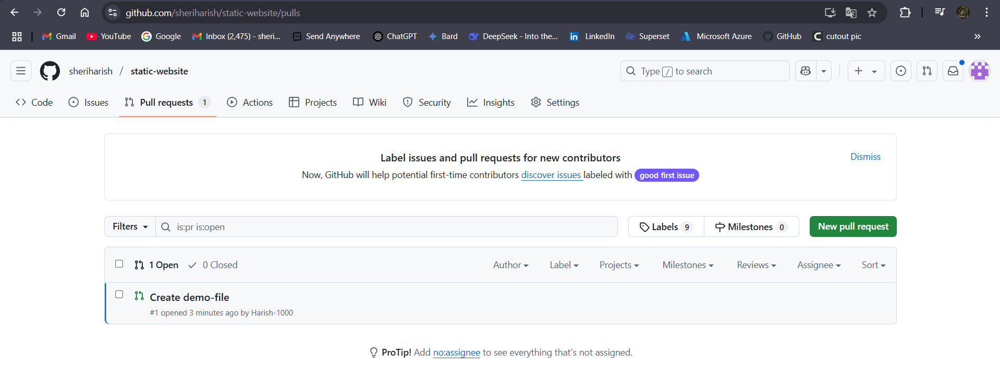 github.com/sheriharish/static-website/pulls
Gmail YouTube Google Inbox (2,475) - sheri... Send Anywhere ChatGPT Bard DeepSeek - Into the... LinkedIn Superset Microsoft Azure GitHub cutout pic
sheriharish / static-website Type / to search
Code Issues Pull requests 1 Actions Projects Wiki Security Insights Settings
Label issues and pull requests for new contributors Dismiss
Now, GitHub will help potential first-time contributors discover issues labeled with good first issue
Filters is:pr is:open Labels 9 Milestones 0 New pull request
1 Open 0 Closed Author Label Projects Milestones Reviews Assignee Sort
Create demo-file
#1 opened 3 minutes ago by Harish-1000
ProTip! Add no:assignee to see everything that's not assigned.